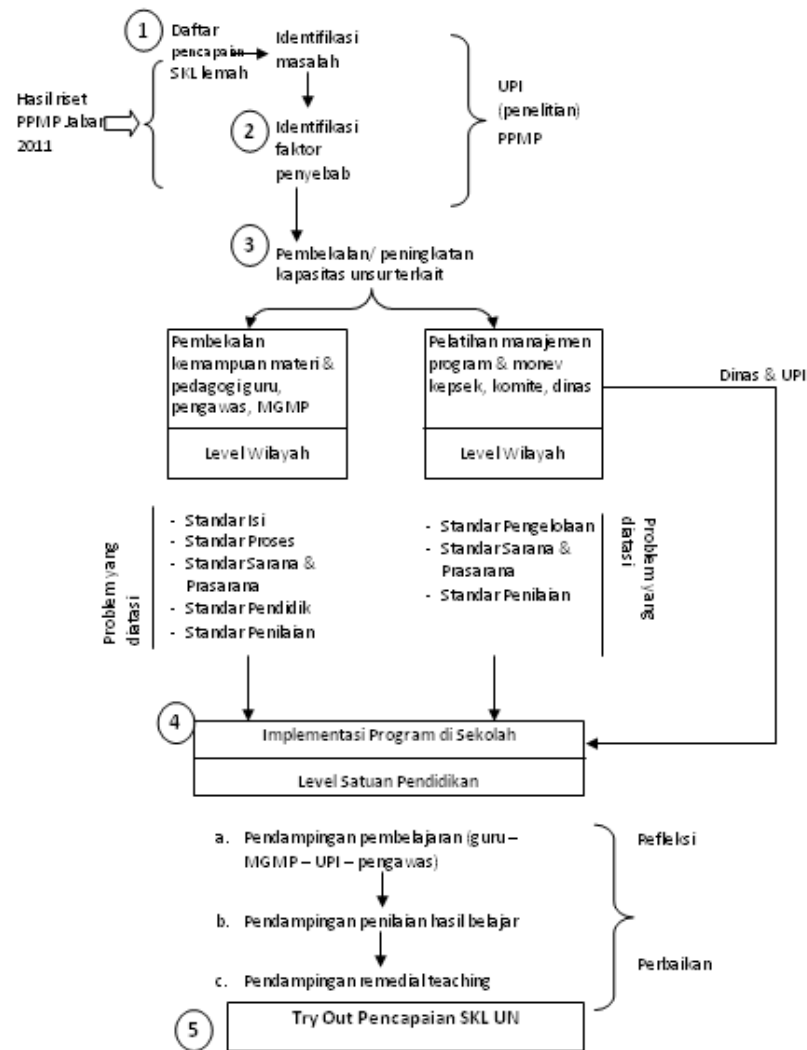 1
Daftar
pencapaian
SKL lemah
Identifikasi
masalah
Hasil riset
PPMP Jabar
2011
2
Identifikasi
faktor
penyebab
UPI
(penelitian)
PPMP
3
Pembekalan/ peningkatan
kapasitas unsur terkait
Pembekalan
kemampuan materi &
pedagogi guru,
pengawas, MGMP
Level Wilayah
Pelatihan manajemen
program & monev
kepsek, komite, dinas
Level Wilayah
Dinas & UPI
Problem yang
diatasi
- Standar Isi
- Standar Proses
- Standar Sarana &
Prasarana
- Standar Pendidik
- Standar Penilaian
- Standar Pengelolaan
- Standar Sarana &
Prasarana
- Standar Penilaian
Problem yang
diatasi
4
Implementasi Program di Sekolah
Level Satuan Pendidikan
a. Pendampingan pembelajaran (guru –
MGMP – UPI – pengawas)
b. Pendampingan penilaian hasil belajar
c. Pendampingan remedial teaching
Refleksi
Perbaikan
5
Try Out Pencapaian SKL UN